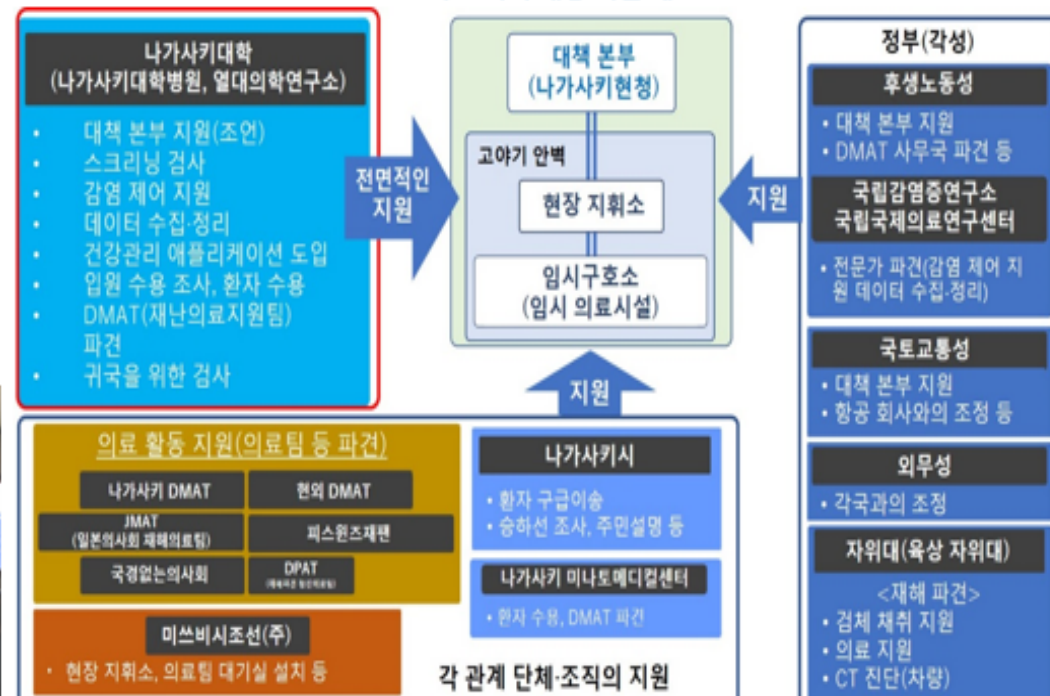 나가사키대학
(나가사키대학병원, 열대의학연구소)
• 대책 본부 지원(조언)
• 스크리닝 검사
• 감염 제어 지원
• 데이터 수집·정리
• 건강관리 애플리케이션 도입
• 입원 수용 조사, 환자 수용
• DMAT(재난의료지원팀)
파견
• 귀국을 위한 검사
전면적인
지원
대책 본부
(나가사키현청)
고야기 안벽
현장 지휘소
임시구호소
(임시 의료시설)
지원
지원
정부(각성)
후생노동성
• 대책 본부 지원
• DMAT 사무국 파견 등
국립감염증연구소
국립국제의료연구센터
• 전문가 파견(감염 제어 지
원 데이터 수집·정리)
국토교통성
• 대책 본부 지원
• 항공 회사와의 조정 등
외무성
• 각국과의 조정
자위대(육상 자위대)
<재해 파견>
• 검체 채취 지원
• 의료 지원
• CT 진단(차량)
의료 활동 지원(의료팀 등 파견)
나가사키 DMAT
현외 DMAT
JMAT
(일본의사회 재해의료팀)
피스윈즈재팬
국경없는의사회
DPAT
미쓰비시조선(주)
• 현장 지휘소, 의료팀 대기실 설치 등
나가사키시
• 환자 구급이송
• 승하선 조사, 주민설명 등
나가사키 미나토메디컬센터
• 환자 수용, DMAT 파견
각 관계 단체·조직의 지원